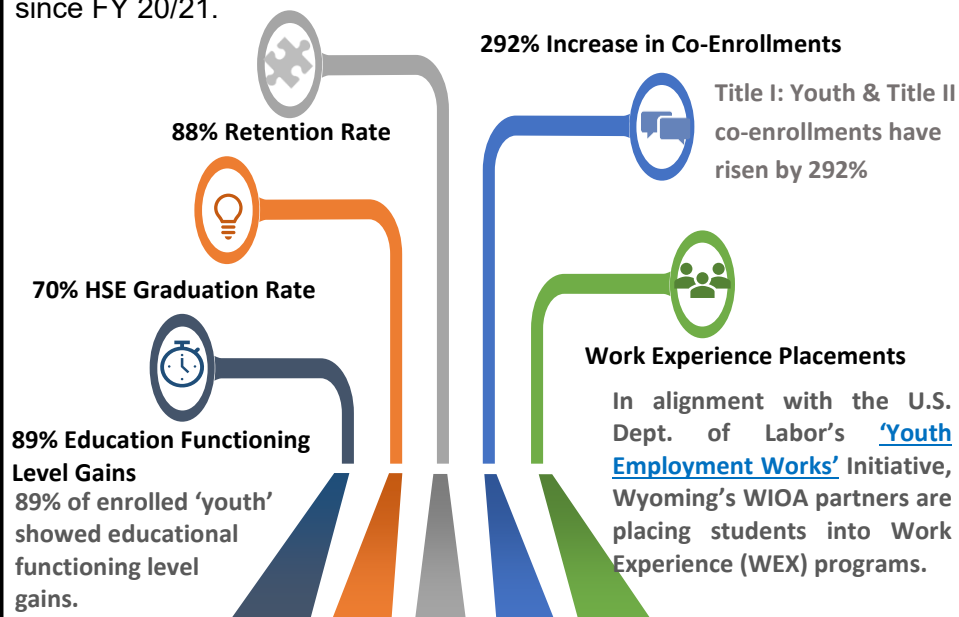 since FY 20/21.
292% Increase in Co-Enrollments
Title I: Youth & Title II
co-enrollments have
risen by 292%
88% Retention Rate
70% HSE Graduation Rate
Work Experience Placements
In alignment with the U.S.
Dept. of Labor’s ‘Youth
Employment Works’ Initiative,
Wyoming’s WIOA partners are
placing students into Work
Experience (WEX) programs.
89% Education Functioning
Level Gains
89% of enrolled ‘youth’
showed educational
functioning level
gains.